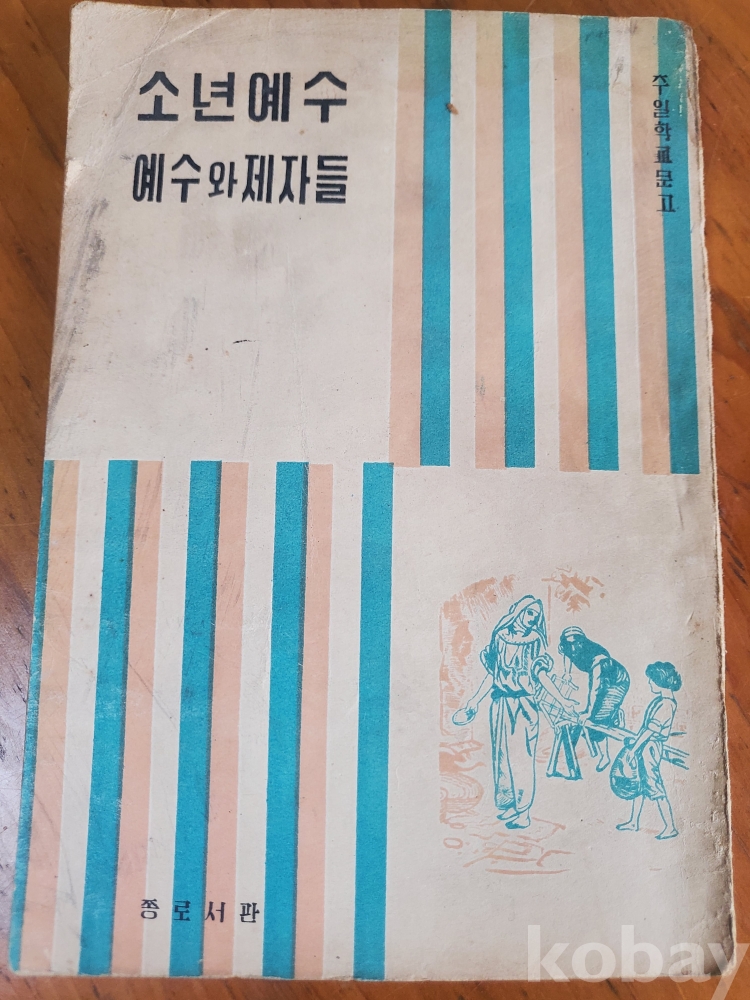 소년예수
예수와제자들
주일학교문고
종로서관
kobay